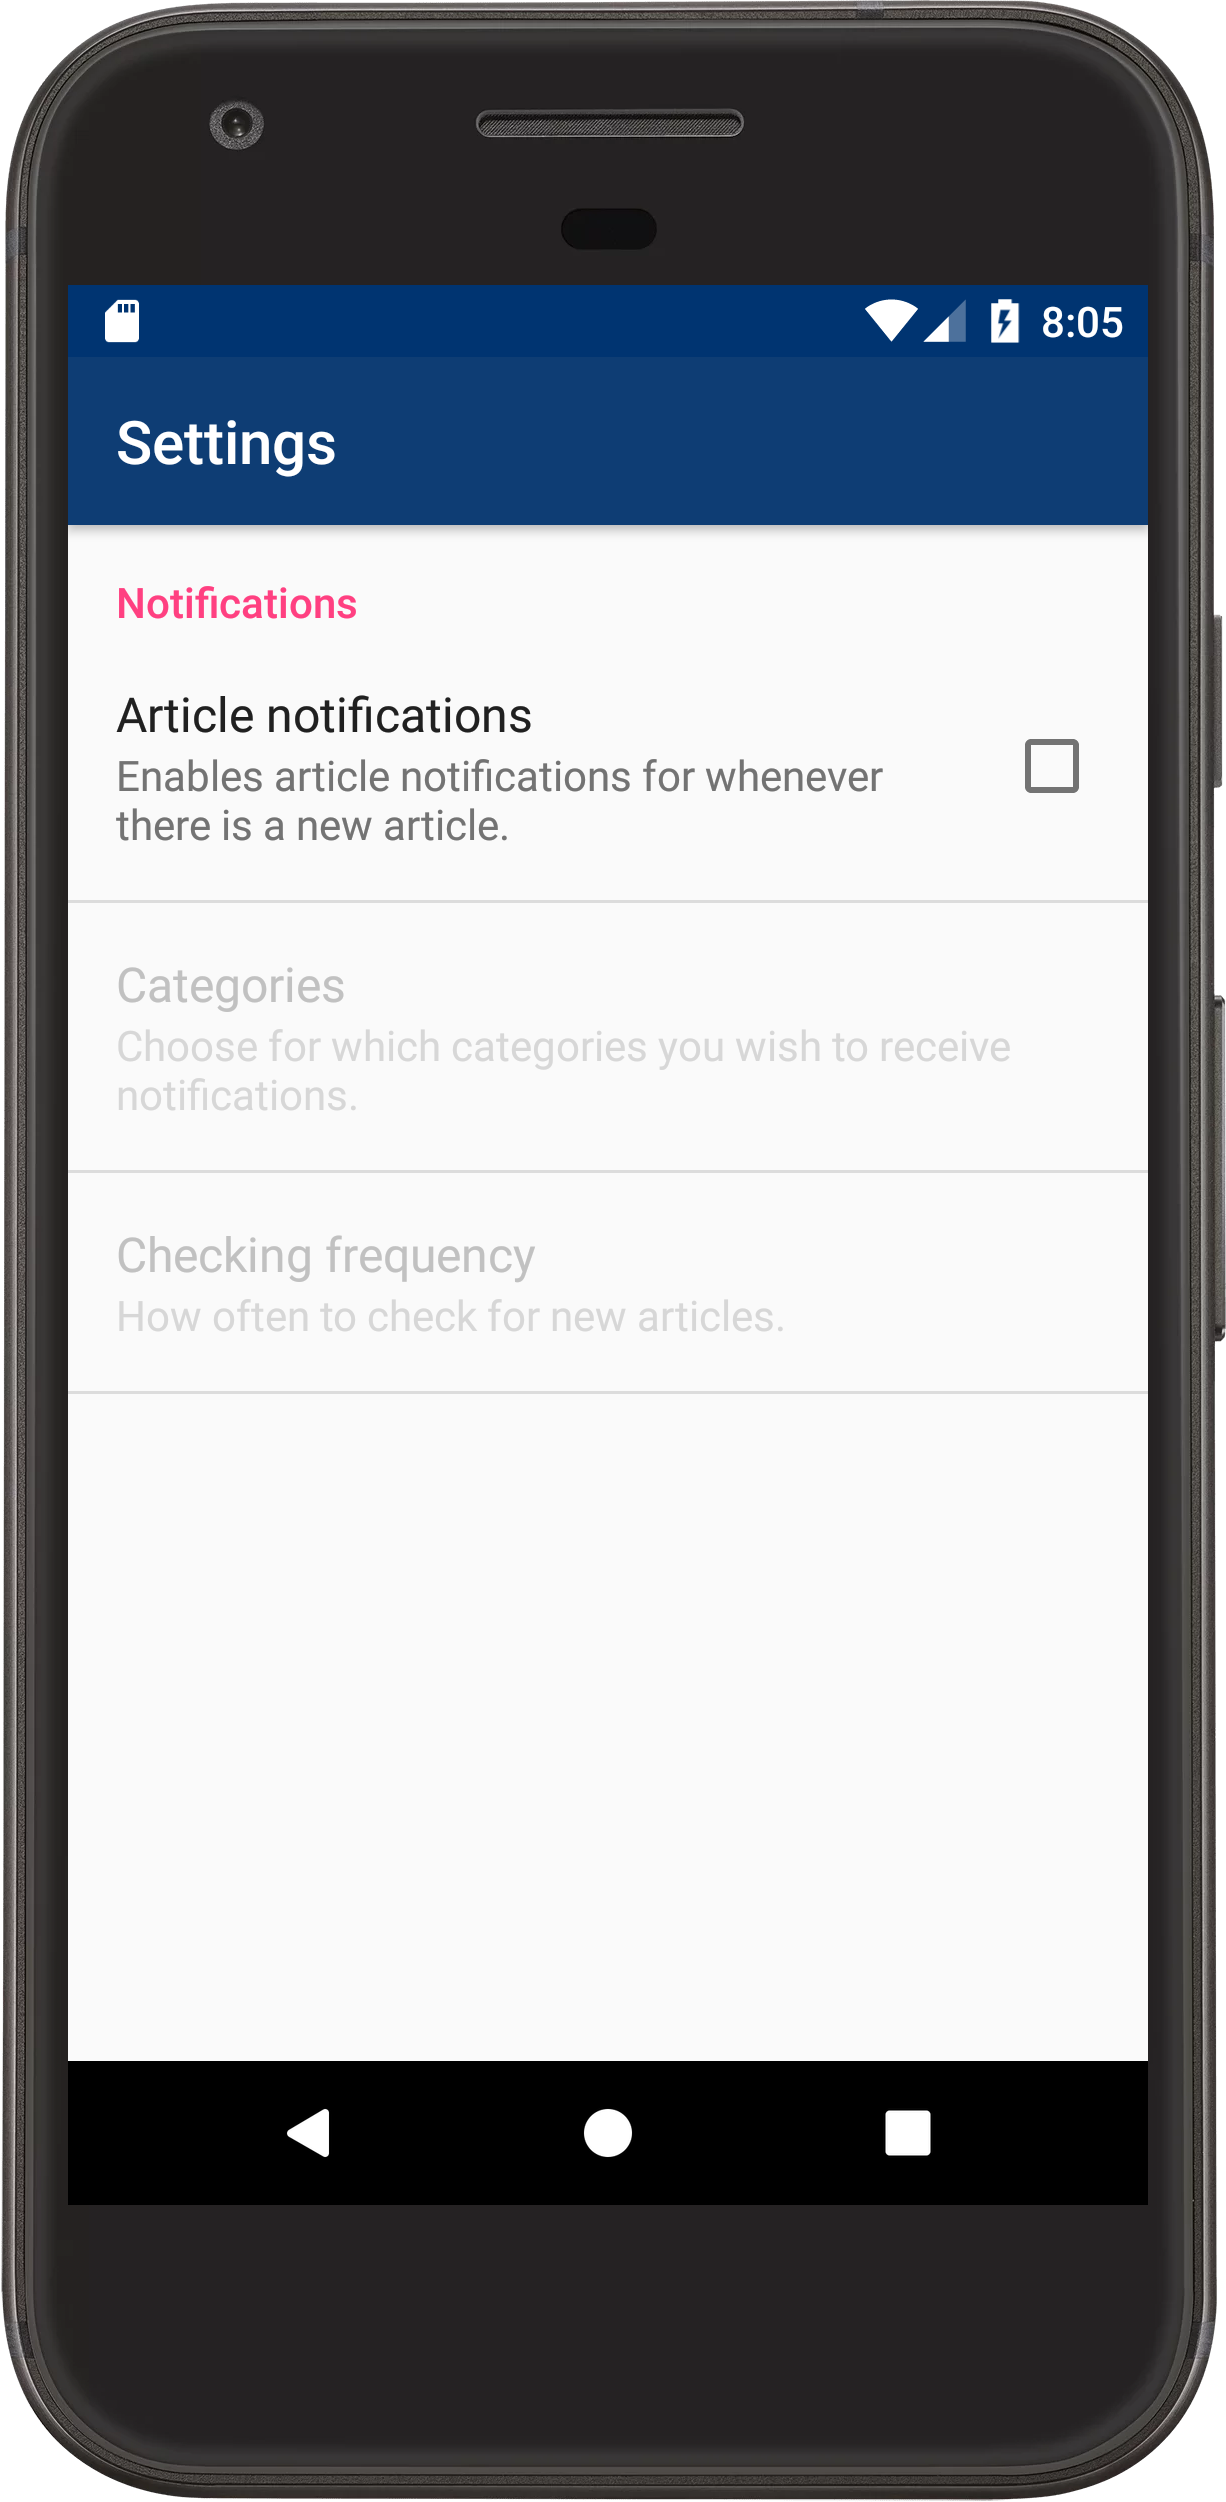 8:05
Settings
Notifications
Article notifications
Enables article notifications for whenever
there is a new article.
Categories
Choose for which categories you wish to receive
notifications.
Checking frequency
How often to check for new articles.